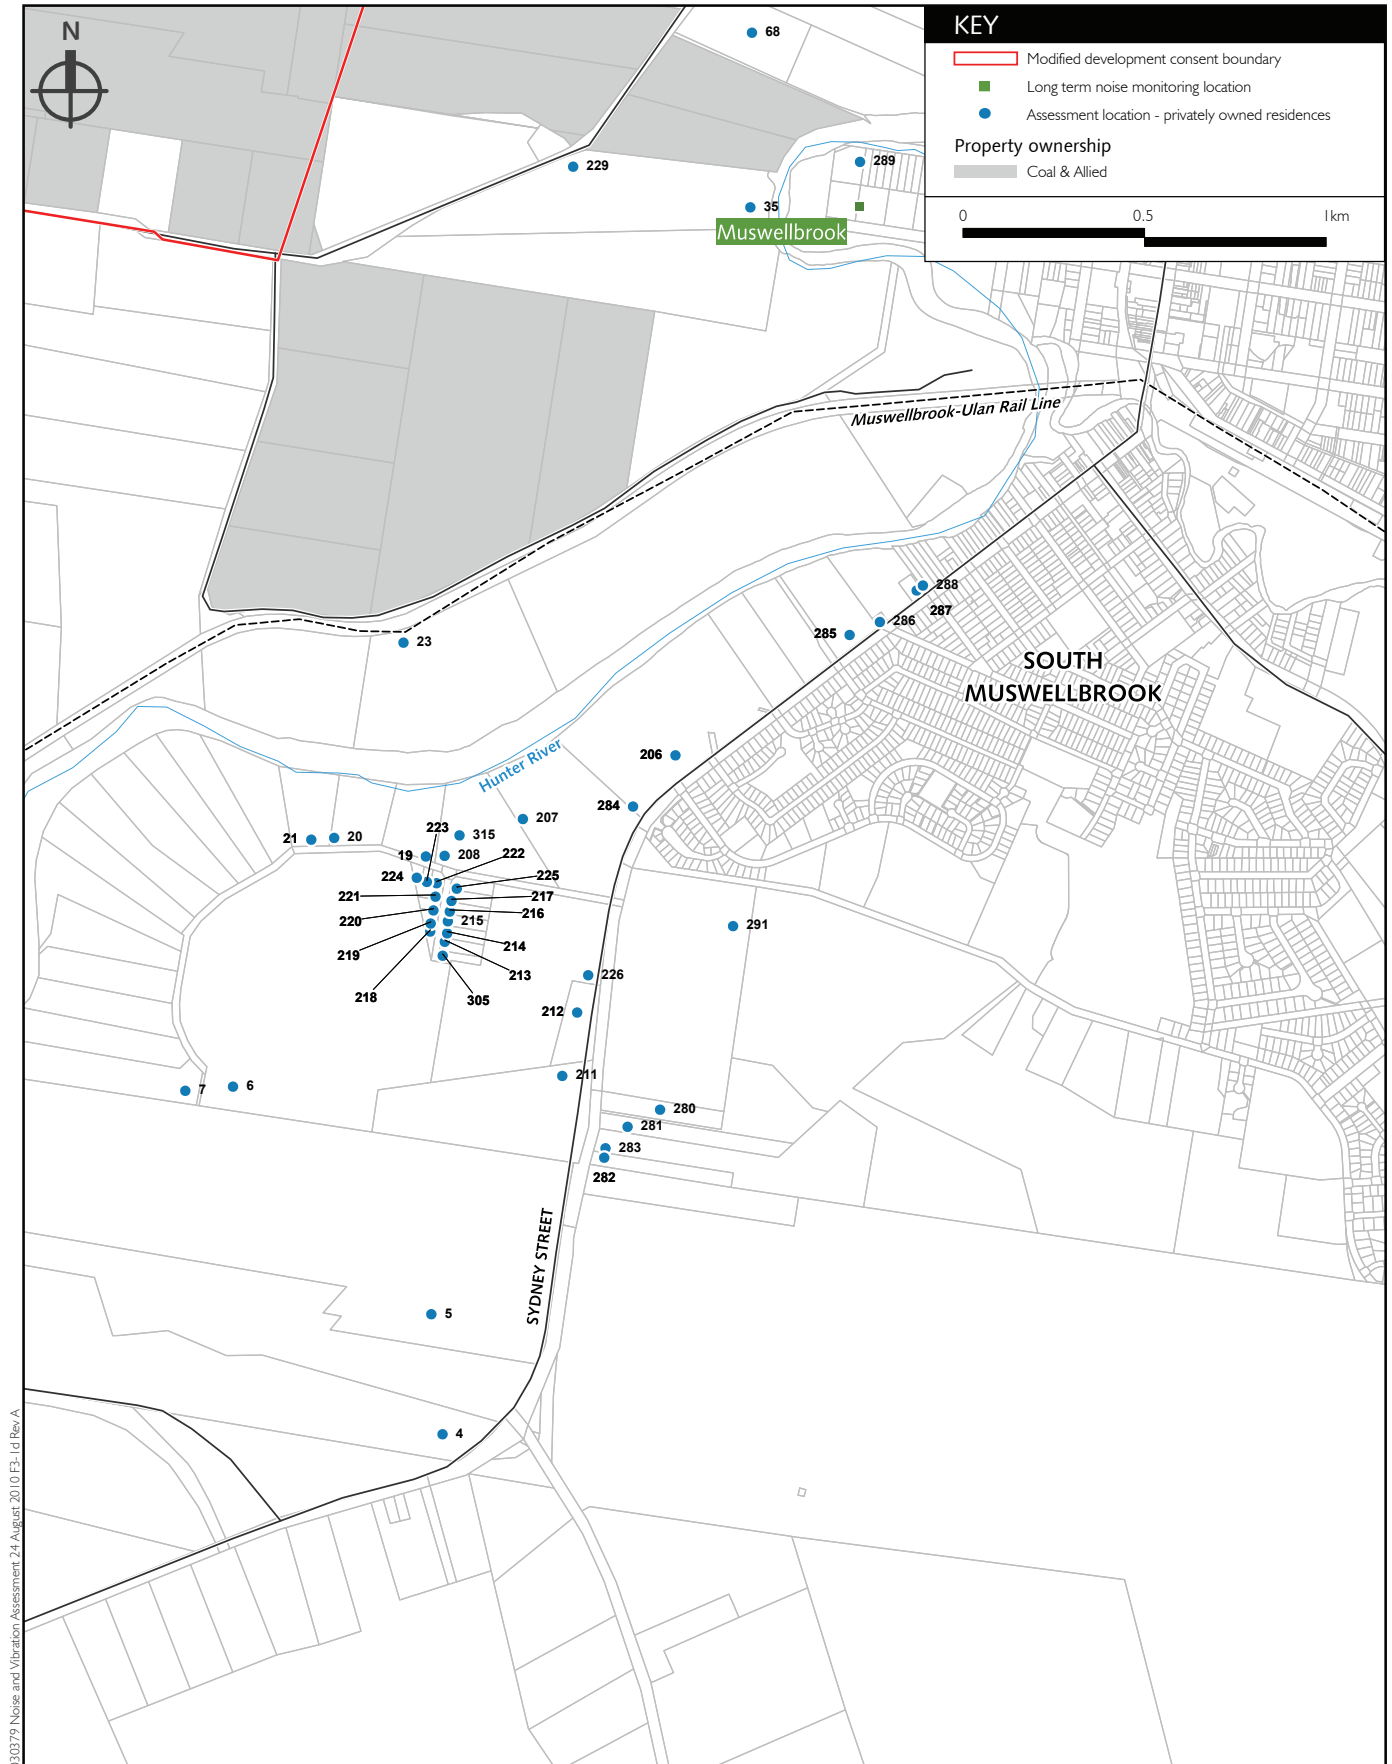 N
KEY
Modified development consent boundary
Long term noise monitoring location
Assessment location - privately owned residences
Property ownership
Coal & Allied
0 0.5 1km
68
229
289
35
Muswellbrook
Muswellbrook-Ulan Rail Line
288
287
286
285
23
SOUTH
MUSWELLBROOK
206
Hunter River
284
207
223
315
21
20
19
208
222
224
225
221
217
216
220
215
291
214
219
213
226
218
305
212
211
7
6
280
281
283
282
SYDNEY STREET
5
4
030379 Noise and Vibration Assessment 24 August 2010 F3-1d Rev A